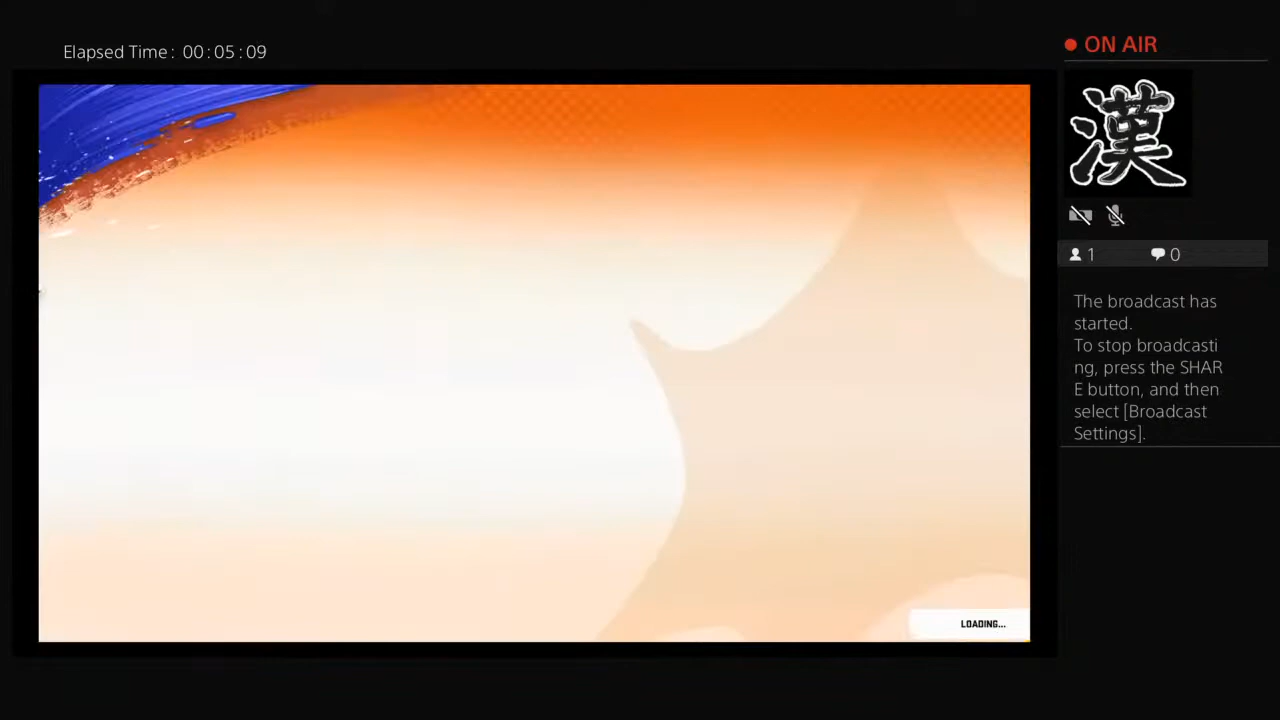 Elapsed Time: 00:05:09
ON AIR
漢
1 0
The broadcast has
started.
To stop broadcasti
ng, press the SHAR
E button, and then
select [Broadcast
Settings].
LOADING...